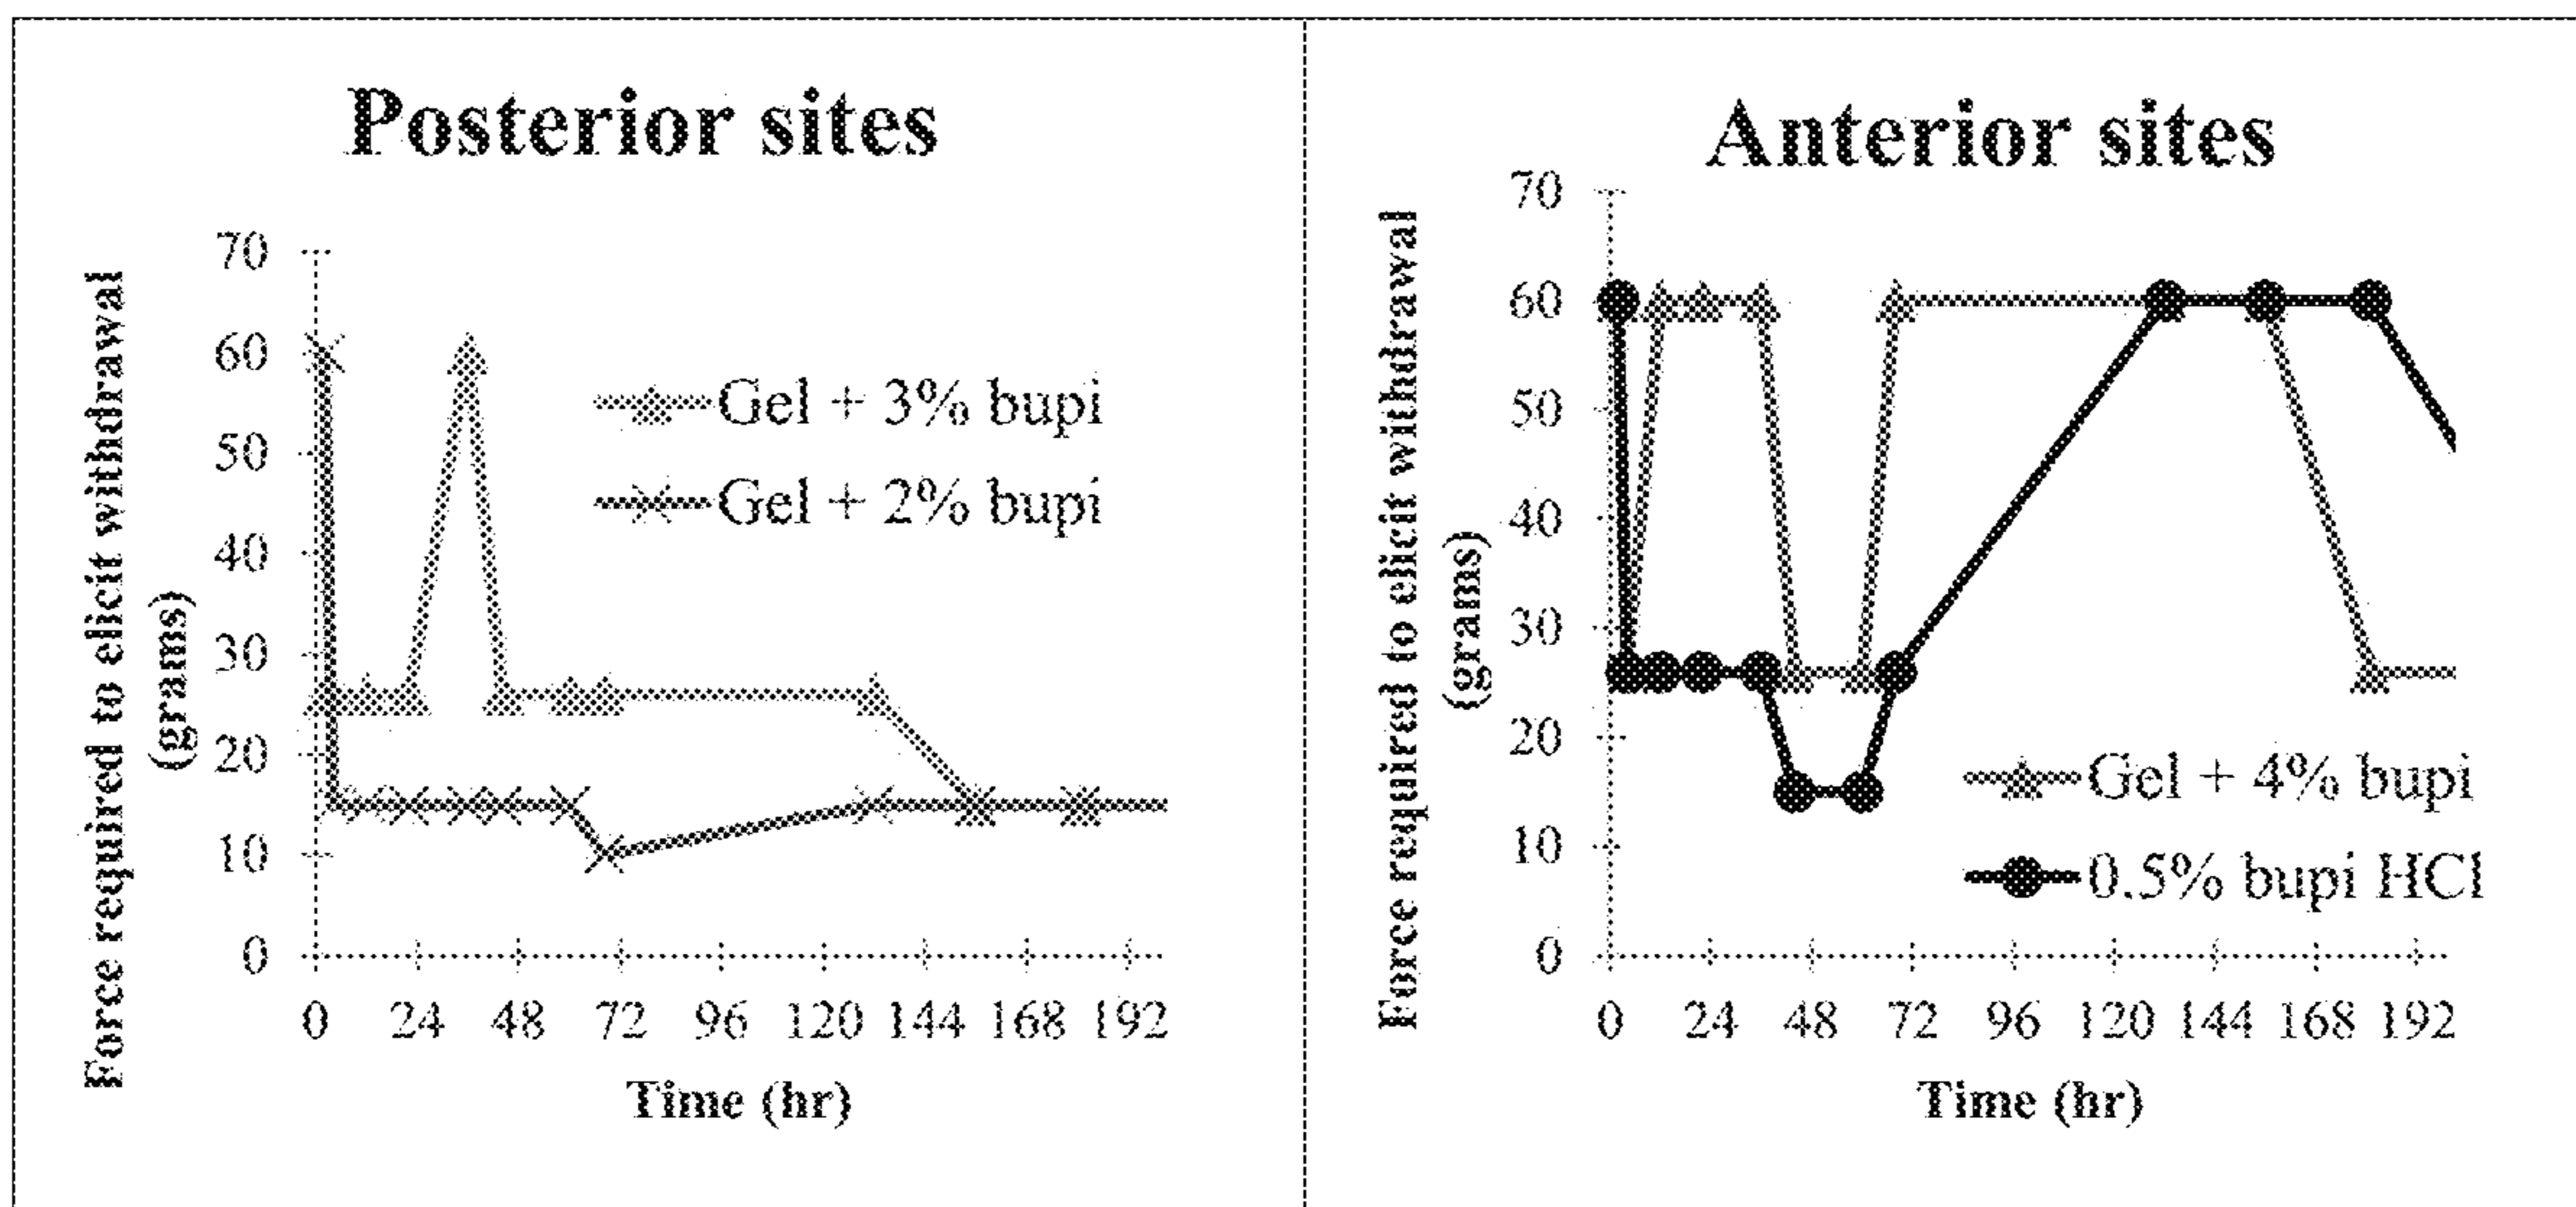 Posterior sites
Force required to elicit withdrawal
(grams)
70
60
50
40
30
20
10
0
Gel + 3% bupi
Gel + 2% bupi
0 24 48 72 96 120 144 168 192
Time (hr)
Anterior sites
Force required to elicit withdrawal
(grams)
70
60
50
40
30
20
10
0
Gel + 4% bupi
0.5% bupi HCl
0 24 48 72 96 120 144 168 192
Time (hr)